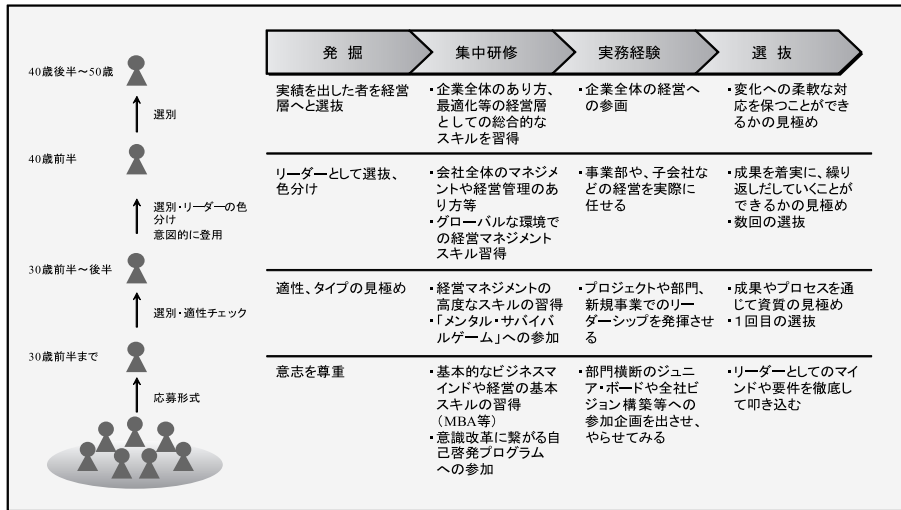 発 掘
集中研修
実務経験
選 抜
40歳後半～50歳
選別
40歳前半
選別・リーダーの色
分け
意図的に登用
30歳前半～後半
選別・適性チェック
30歳前半まで
応募形式
実績を出した者を経営
層へと選抜
・企業全体のあり方、
最適化等の経営層
としての総合的な
スキルを習得
・企業全体の経営へ
の参画
・変化への柔軟な対
応を保つことができ
るかの見極め
リーダーとして選抜、
色分け
・会社全体のマネジメ
ントや経営管理のあ
り方等
・グローバルな環境で
の経営マネジメント
スキル習得
・事業部や、子会社な
どの経営を実際に
任せる
・成果を着実に、繰り
返しだしていくことが
できるかの見極め
・数回の選抜
適性、タイプの見極め
・経営マネジメントの
高度なスキルの習得
・「メンタル・サバイバ
ルゲーム」への参加
・プロジェクトや部門、
新規事業でのリー
ダーシップを発揮させ
る
・成果やプロセスを通
じて資質の見極め
・１回目の選抜
意志を尊重
・基本的なビジネスマ
インドや経営の基本
スキルの習得
（MBA等）
・意識改革に繋がる自
己啓発プログラム
への参加
・部門横断のジュニ
ア・ボードや全社ビ
ジョン構築等への
参加企画を出させ、
やらせてみる
・リーダーとしてのマイ
ンドや要件を徹底し
て叩き込む